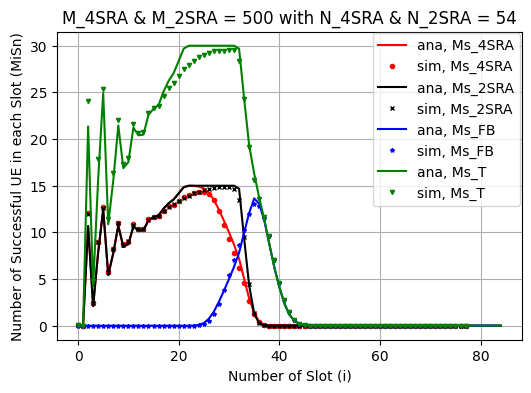 M_4SRA & M_2SRA = 500 with N_4SRA & N_2SRA = 54
Number of Successful UE in each Slot (MiSn)
30
25
20
15
10
5
0
ana, Ms_4SRA
sim, Ms_4SRA
ana, Ms_2SRA
sim, Ms_2SRA
ana, Ms_FB
sim, Ms_FB
ana, Ms_T
sim, Ms_T
0 20 40 60 80
Number of Slot (i)